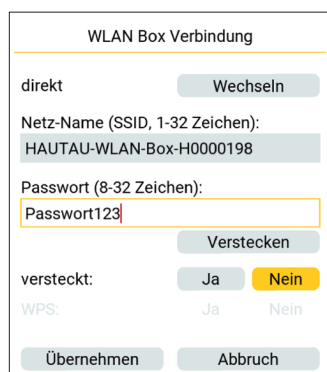 WLAN Box Verbindung
direkt Wechseln
Netz-Name (SSID, 1-32 Zeichen):
HAUTAU-WLAN-Box-H0000198
Passwort (8-32 Zeichen):
Passwort123
Verstecken
versteckt: Ja Nein
WPS: Ja Nein
Übernehmen Abbruch